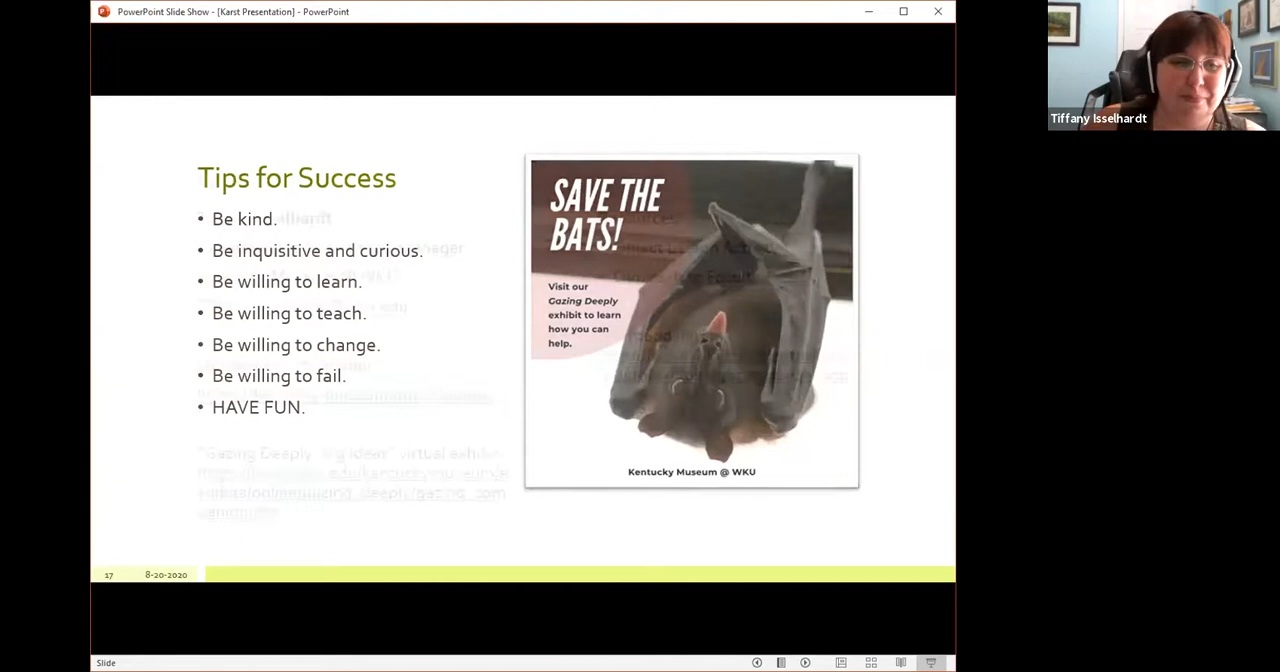 PowerPoint Slide Show - [Karst Presentation] - PowerPoint
Tiffany Isselhardt
Tips for Success
• Be kind.
• Be inquisitive and curious.
• Be willing to learn.
• Be willing to teach.
• Be willing to change.
• Be willing to fail.
• HAVE FUN.
SAVE THE
BATS!
Visit our
Gazing Deeply
exhibit to learn
how you can
help.
Kentucky Museum @ WKU
17 8-20-2020
Slide